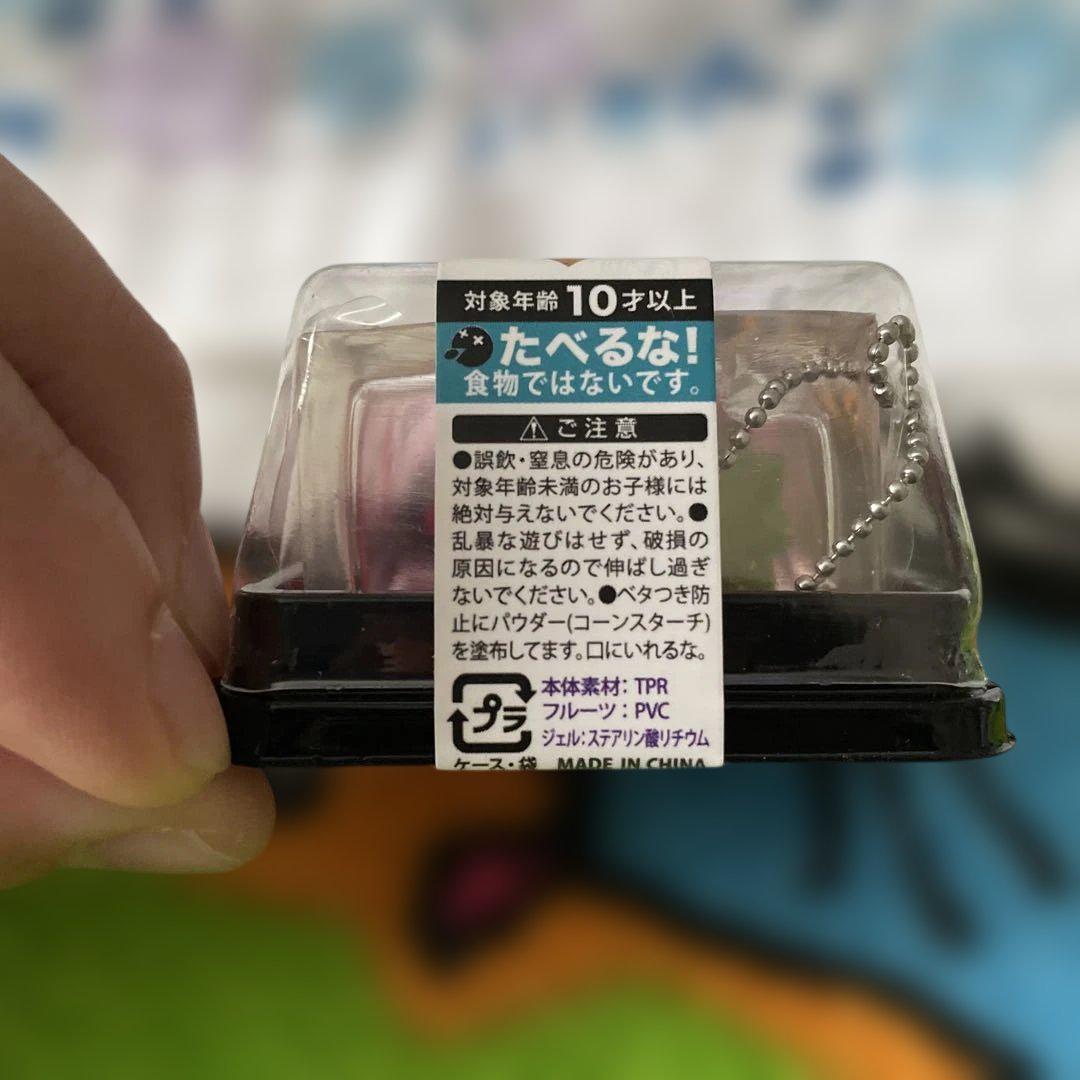 対象年齢10才以上
たべるな!
食物ではないです。
ご注意
●誤飲・窒息の危険があり、
対象年齢未満のお子様には
絶対与えないでください。●
乱暴な遊びはせず、破損の
原因になるので伸ばし過ぎ
ないでください。●ベタつき防
止にパウダー(コーンスターチ)
を塗布してます。口にいれるな。
プラ
本体素材：TPR
フルーツ：PVC
ジェル：ステアリン酸リチウム
ケース・袋 MADE IN CHINA